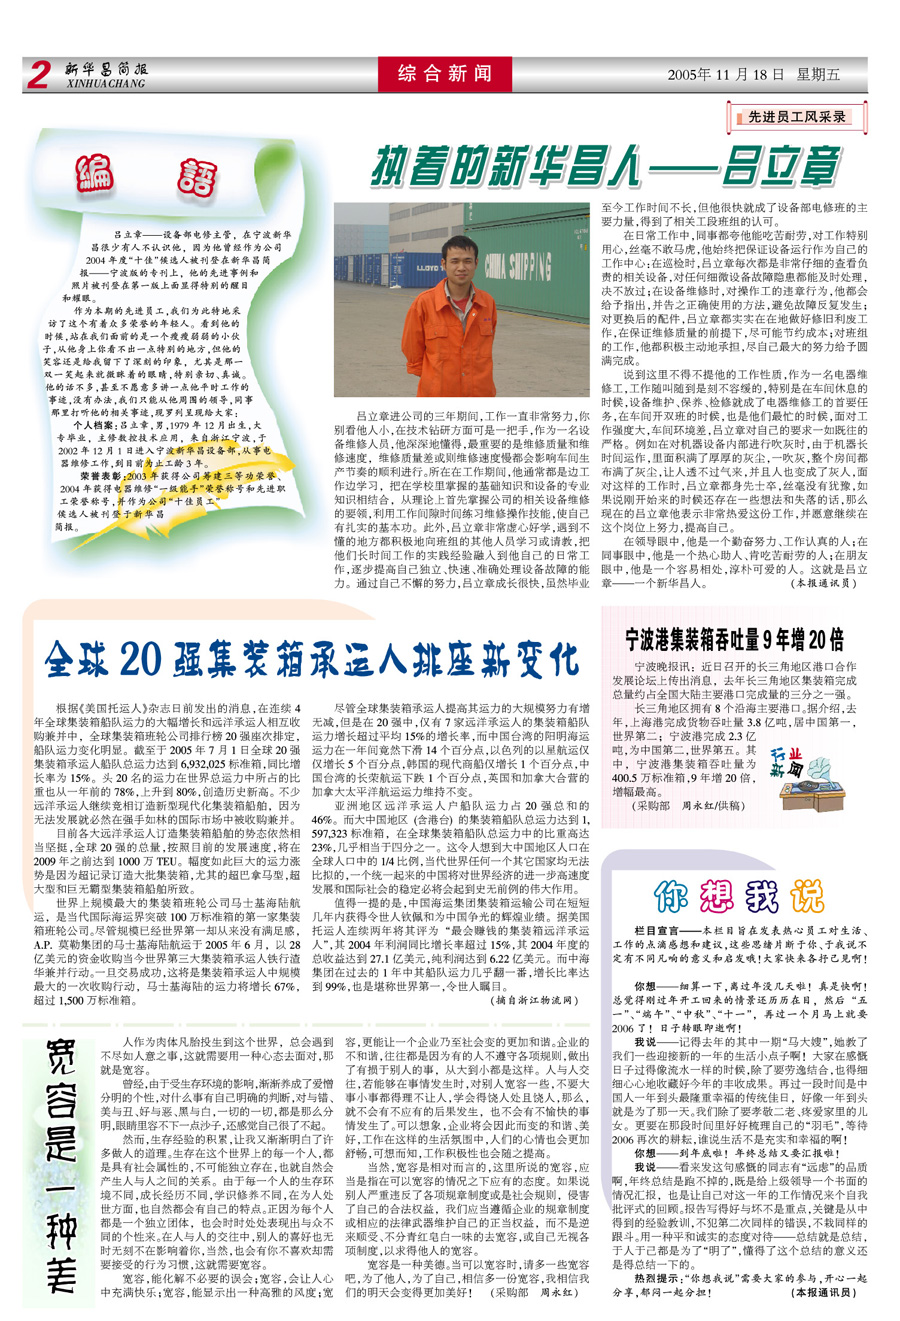 2
新华昌简报
XINHUACHANG
综合新闻
2005年 11 月 18 日 星期五
先进员工风采录
执着的新华昌人——吕立章
编 語
吕立章——设备部电修主管，在宁波新华
昌很少有人不认识他，因为他曾经作为公司
2004 年度“十佳”候选人被刊登在新华昌简
报——宁波版的专刊上，他的先进事例和
照片被刊登在第一版上面显得特别的醒目
和耀眼。
作为本期的先进员工,我们为此特地采
访了这个有着众多荣誉的年轻人。看到他的
时候,站在我们面前的是一个瘦瘦弱弱的小伙
子,从他身上你看不出一点特别的地方,但他的
笑容还是给我留下了深刻的印象，尤其是那一
双一笑起来就微眯着的眼睛,特别亲切、真诚。
他的话不多,甚至不愿意多讲一点他平时工作的
事迹,没有办法,我们只能从他周围的领导,同事
那里打听他的相关事迹,现罗列呈现给大家:
个人档案:吕立章,男,1979 年 12 月出生,大
专毕业，主修数控技术应用，来自浙江宁波,于
2002 年 12 月 1 日进入宁波新华昌设备部,从事电
器维修工作,到目前为止工龄 3 年。
荣誉表彰:2003 年获得公司筹建三等功荣誉、
2004 年获得电器维修“一级能手”荣誉称号和先进职
工荣誉称号,并作为公司“十佳员工”
候选人被刊登于新华昌
简报。
LLOYD
CHINA SHIPPING
吕立章进公司的三年期间,工作一直非常努力,你
别看他人小,在技术钻研方面可是一把手,作为一名设
备维修人员,他深深地懂得,最重要的是维修质量和维
修速度，维修质量差或则维修速度慢都会影响车间生
产节奏的顺利进行。所在在工作期间,他通常都是边工
作边学习，把在学校里掌握的基础知识和设备的专业
知识相结合，从理论上首先掌握公司的相关设备维修
的要领,利用工作间隙时间练习维修操作技能,使自己
有扎实的基本功。此外,吕立章非常虚心好学,遇到不
懂的地方都积极地向班组的其他人员学习或请教,把
他们长时间工作的实践经验融入到他自己的日常工
作,逐步提高自己独立、快速、准确处理设备故障的能
力。通过自己不懈的努力,吕立章成长很快,虽然毕业
至今工作时间不长,但他很快就成了设备部电修班的主
要力量,得到了相关工段班组的认可。
在日常工作中,同事都夸他能吃苦耐劳,对工作特别
用心,丝毫不敢马虎,他始终把保证设备运行作为自己的
工作中心;在巡检时,吕立章每次都是非常仔细的查看负
责的相关设备,对任何细微设备故障隐患都能及时处理,
决不放过;在设备维修时,对操作工的违章行为,他都会
给予指出,并告之正确使用的方法,避免故障反复发生;
对更换后的配件,吕立章都实实在在地做好修旧利废工
作,在保证维修质量的前提下,尽可能节约成本;对班组
的工作,他都积极主动地承担,尽自己最大的努力给予圆
满完成。
说到这里不得不提他的工作性质,作为一名电器维
修工,工作随叫随到是刻不容缓的,特别是在车间休息的
时候,设备维护、保养、检修就成了电器维修工的首要任
务,在车间开双班的时候,也是他们最忙的时候,面对工
作强度大,车间环境差,吕立章对自己的要求一如既往的
严格。例如在对机器设备内部进行吹灰时,由于机器长
时间运作,里面积满了厚厚的灰尘,一吹灰,整个房间都
布满了灰尘,让人透不过气来,并且人也变成了灰人,面
对这样的工作时,吕立章都身先士卒,丝毫没有犹豫,如
果说刚开始来的时候还存在一些想法和失落的话,那么
现在的吕立章他表示非常热爱这份工作,并愿意继续在
这个岗位上努力,提高自己。
在领导眼中,他是一个勤奋努力、工作认真的人;在
同事眼中,他是一个热心助人、肯吃苦耐劳的人;在朋友
眼中,他是一个容易相处,淳朴可爱的人。这就是吕立
章——一个新华昌人。 (本报通讯员)
全球 20 强集装箱承运人排座新变化
根据《美国托运人》杂志日前发出的消息,在连续 4
年全球集装箱船队运力的大幅增长和远洋承运人相互收
购兼并中，全球集装箱班轮公司排行榜 20 强座次排定，
船队运力变化明显。截至于 2005 年 7 月 1 日全球 20 强
集装箱承运人船队总运力达到 6,932,025 标准箱,同比增
长率为 15%。头 20 名的运力在世界总运力中所占的比
重也从一年前的 78%,上升到 80%,创造历史新高。不少
远洋承运人继续竞相订造新型现代化集装箱船舶，因为
无法发展就必然在强手如林的国际市场中被收购兼并。
目前各大远洋承运人订造集装箱船舶的势态依然相
当坚挺,全球 20 强的总量,按照目前的发展速度,将在
2009 年之前达到 1000 万 TEU。幅度如此巨大的运力涨
势是因为超记录订造大批集装箱,尤其的超巴拿马型,超
大型和巨无霸型集装箱船舶所致。
世界上规模最大的集装箱班轮公司马士基海陆航
运，是当代国际海运界突破 100 万标准箱的第一家集装
箱班轮公司。尽管规模已经世界第一却从来没有满足感,
A.P. 莫勒集团的马士基海陆航运于 2005 年 6 月，以 28
亿美元的资金收购当今世界第三大集装箱承运人铁行渣
华兼并行动。一旦交易成功,这将是集装箱承运人中规模
最大的一次收购行动，马士基海陆的运力将增长 67%,
超过 1,500 万标准箱。
尽管全球集装箱承运人提高其运力的大规模努力有增
无减,但是在 20 强中,仅有 7 家远洋承运人的集装箱船队
运力增长超过平均 15%的增长率,而中国台湾的阳明海运
运力在一年间竟然下滑 14 个百分点,以色列的以星航运仅
仅增长 5 个百分点,韩国的现代商船仅增长 1 个百分点,中
国台湾的长荣航运下跌 1 个百分点,英国和加拿大合营的
加拿大太平洋航运运力维持不变。
亚洲地区远洋承运人户船队运力占 20 强总和的
46%。而大中国地区 (含港台) 的集装箱船队总运力达到 1,
597,323 标准箱，在全球集装箱船队总运力中的比重高达
23%,几乎相当于四分之一。这令人想到大中国地区人口在
全球人口中的 1/4 比例,当代世界任何一个其它国家均无法
比拟的,一个统一起来的中国将对世界经济的进一步高速度
发展和国际社会的稳定必将会起到史无前例的伟大作用。
值得一提的是,中国海运集团集装箱运输公司在短短
几年内获得令世人钦佩和为中国争光的辉煌业绩。据美国
托运人连续两年将其评为 “最会赚钱的集装箱远洋承运
人”,其 2004 年利润同比增长率超过 15%,其 2004 年度的
总收益达到 27.1 亿美元,纯利润达到 6.22 亿美元。而中海
集团在过去的 1 年中其船队运力几乎翻一番,增长比率达
到 99%,也是堪称世界第一,令世人瞩目。
(摘自浙江物流网)
宁波港集装箱吞吐量 9 年增 20 倍
宁波晚报讯：近日召开的长三角地区港口合作
发展论坛上传出消息，去年长三角地区集装箱完成
总量约占全国大陆主要港口完成量的三分之一强。
长三角地区拥有 8 个沿海主要港口。据介绍,去
年,上海港完成货物吞吐量 3.8 亿吨,居中国第一,
世界第二；宁波港完成 2.3 亿
吨,为中国第二,世界第五。其
中，宁波港集装箱吞吐量为
400.5 万标准箱,9 年增 20 倍,
增幅最高。
(采购部 周永红/供稿)
行业
新闻
你想我说
栏目宣言——本栏目旨在发表热心员工对生活、
工作的点滴感想和建议,这些思绪片断于你、于我说不
定有不同凡响的意义和启发哦!大家快来各抒己见啊!
你想——细算一下,离过年没几天啦！真是快啊!
总觉得刚过年开工回来的情景还历历在目，然后“五
一”、“端午”、“中秋”、“十一”，再过一个月马上就要
2006 了！日子转眼即逝啊!
我说——记得去年的其中一期“马大嫂”,她教了
我们一些迎接新的一年的生活小点子啊！大家在感慨
日子过得像流水一样的时候,除了要劳逸结合,也得细
细心心地收藏好今年的丰收成果。再过一段时间是中
国人一年到头最隆重幸福的传统佳日，好像一年到头
就是为了那一天。我们除了要孝敬二老、疼爱家里的儿
女。更要在那段时间里好好梳理自己的“羽毛”,等待
2006 再次的耕耘,谁说生活不是充实和幸福的啊!
你想——到年底啦！年终总结又要汇报啦!
我说——看来发这句感慨的同志有“远虑”的品质
啊,年终总结是跑不掉的,既是给上级领导一个书面的
情况汇报，也是让自己对这一年的工作情况来个自我
批评式的回顾。报告写得好与坏不是重点,关键是从中
得到的经验教训,不犯第二次同样的错误,不栽同样的
跟斗。用一种平和诚实的态度对待——总结就是总结,
于人于己都是为了“明了”,懂得了这个总结的意义还
是得总结一下的。
热烈提示:“你想我说”需要大家的参与,开心一起
分享,郁闷一起分担! (本报通讯员)
宽容是一种美
人作为肉体凡胎投生到这个世界，总会遇到
不尽如人意之事,这就需要用一种心态去面对,那
就是宽容。
曾经,由于受生存环境的影响,渐渐养成了爱憎
分明的个性,对什么事有自己明确的判断,对与错、
美与丑、好与恶、黑与白,一切的一切,都是那么分
明,眼睛里容不下一点沙子,还感觉自己很了不起。
然而,生存经验的积累,让我又渐渐明白了许
多做人的道理。生存在这个世界上的每一个人,都
是具有社会属性的,不可能独立存在,也就自然会
产生人与人之间的关系。由于每一个人的生存环
境不同,成长经历不同,学识修养不同,在为人处
世方面,也自然都会有自己的特点。正因为每个人
都是一个独立团体，也会时时处处表现出与众不
同的个性来。在人与人的交往中,别人的喜好也无
时无刻不在影响着你,当然,也会有你不喜欢却需
要接受的行为习惯,这就需要宽容。
宽容,能化解不必要的误会;宽容,会让人心
中充满快乐;宽容,能显示出一种高雅的风度;宽
容,更能让一个企业乃至社会变的更加和谐。企业的
不和谐,往往都是因为有的人不遵守各项规则,做出
了有损于别人的事，从大到小都是这样。人与人交
往,若能够在事情发生时,对别人宽容一些,不要大
事小事都得理不让人,学会得饶人处且饶人,那么,
就不会有不应有的后果发生，也不会有不愉快的事
情发生了。可以想象,企业将会因此而变的和谐、美
好,工作在这样的生活氛围中,人们的心情也会更加
舒畅,可想而知,工作积极性也会随之提高。
当然,宽容是相对而言的,这里所说的宽容,应
当是指在可以宽容的情况之下应有的态度。如果说
别人严重违反了各项规章制度或是社会规则，侵害
了自己的合法权益，我们应当遵循企业的规章制度
或相应的法律武器维护自己的正当权益，而不是逆
来顺受、不分青红皂白一味的去宽容,或自己无视各
项制度,以求得他人的宽容。
宽容是一种美德。当可以宽容时,请多一些宽容
吧,为了他人,为了自己,相信多一份宽容,我相信我
们的明天会变得更加美好! (采购部 周永红)